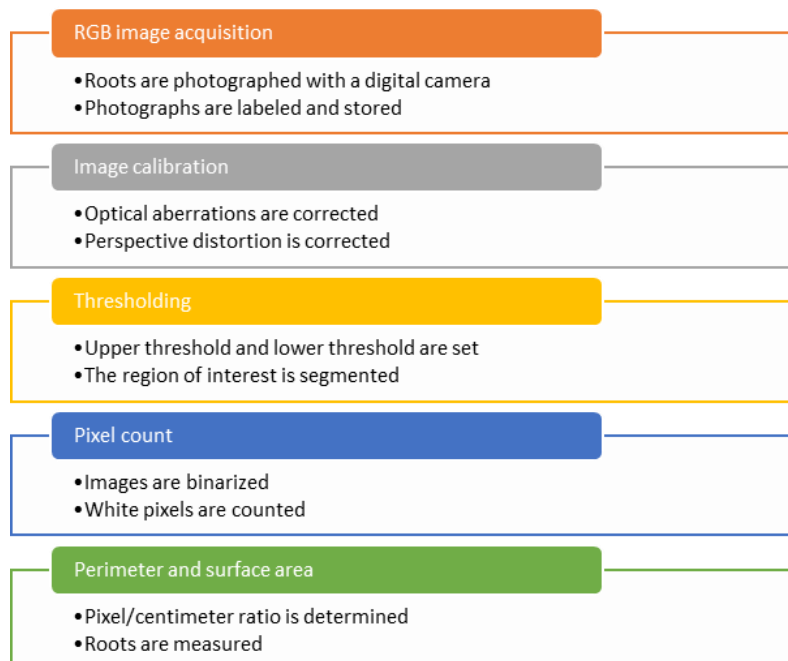 RGB image acquisition
•Roots are photographed with a digital camera
•Photographs are labeled and stored
Image calibration
•Optical aberrations are corrected
•Perspective distortion is corrected
Thresholding
•Upper threshold and lower threshold are set
•The region of interest is segmented
Pixel count
•Images are binarized
•White pixels are counted
Perimeter and surface area
•Pixel/centimeter ratio is determined
•Roots are measured